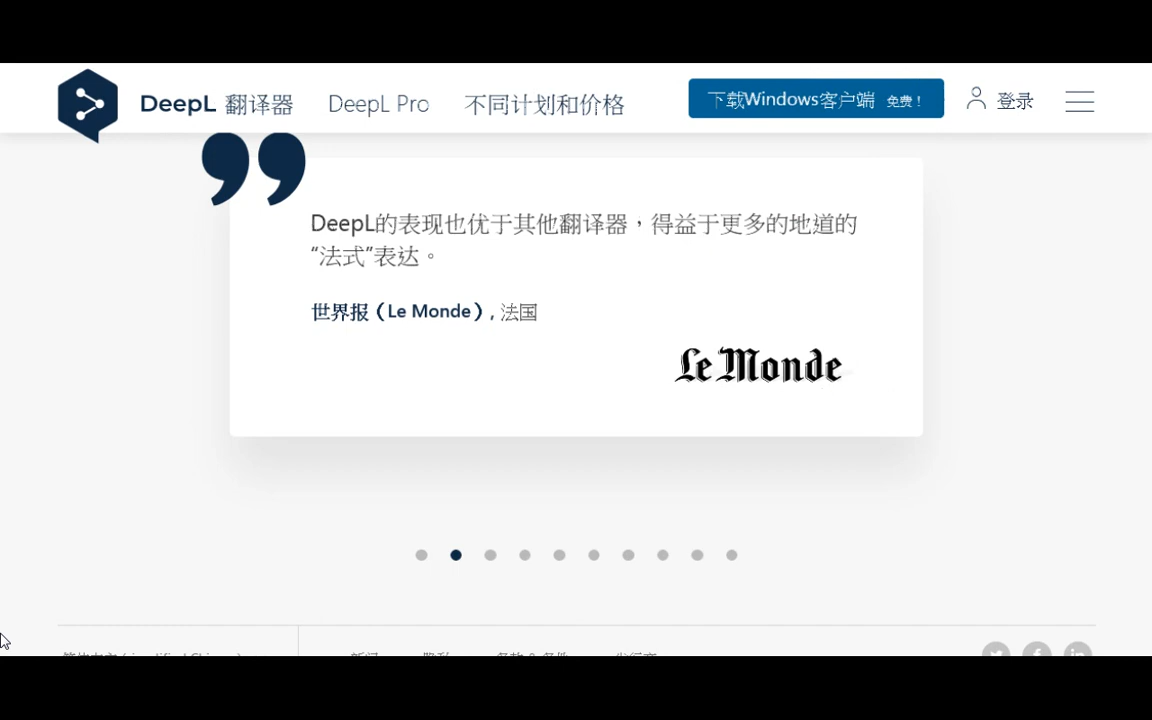 DeepL 翻译器
DeepL Pro
不同计划和价格
下载Windows客户端 免费！
登录
DeepL的表现也优于其他翻译器，得益于更多的地道的
“法式”表达。
世界报（Le Monde）, 法国
Le Monde